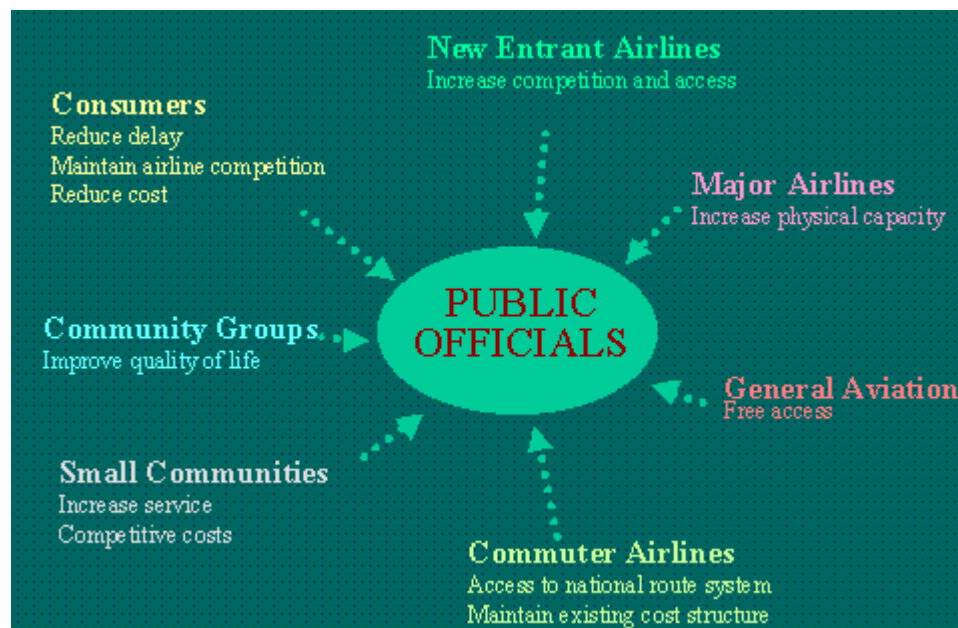 New Entrant Airlines
Increase competition and access
Consumers
Reduce delay
Maintain airline competition
Reduce cost
Major Airlines
Increase physical capacity
PUBLIC
OFFICIALS
Community Groups
Improve quality of life
General Aviation
Free access
Small Communities
Increase service
Competitive costs
Commuter Airlines
Access to national route system
Maintain existing cost structure